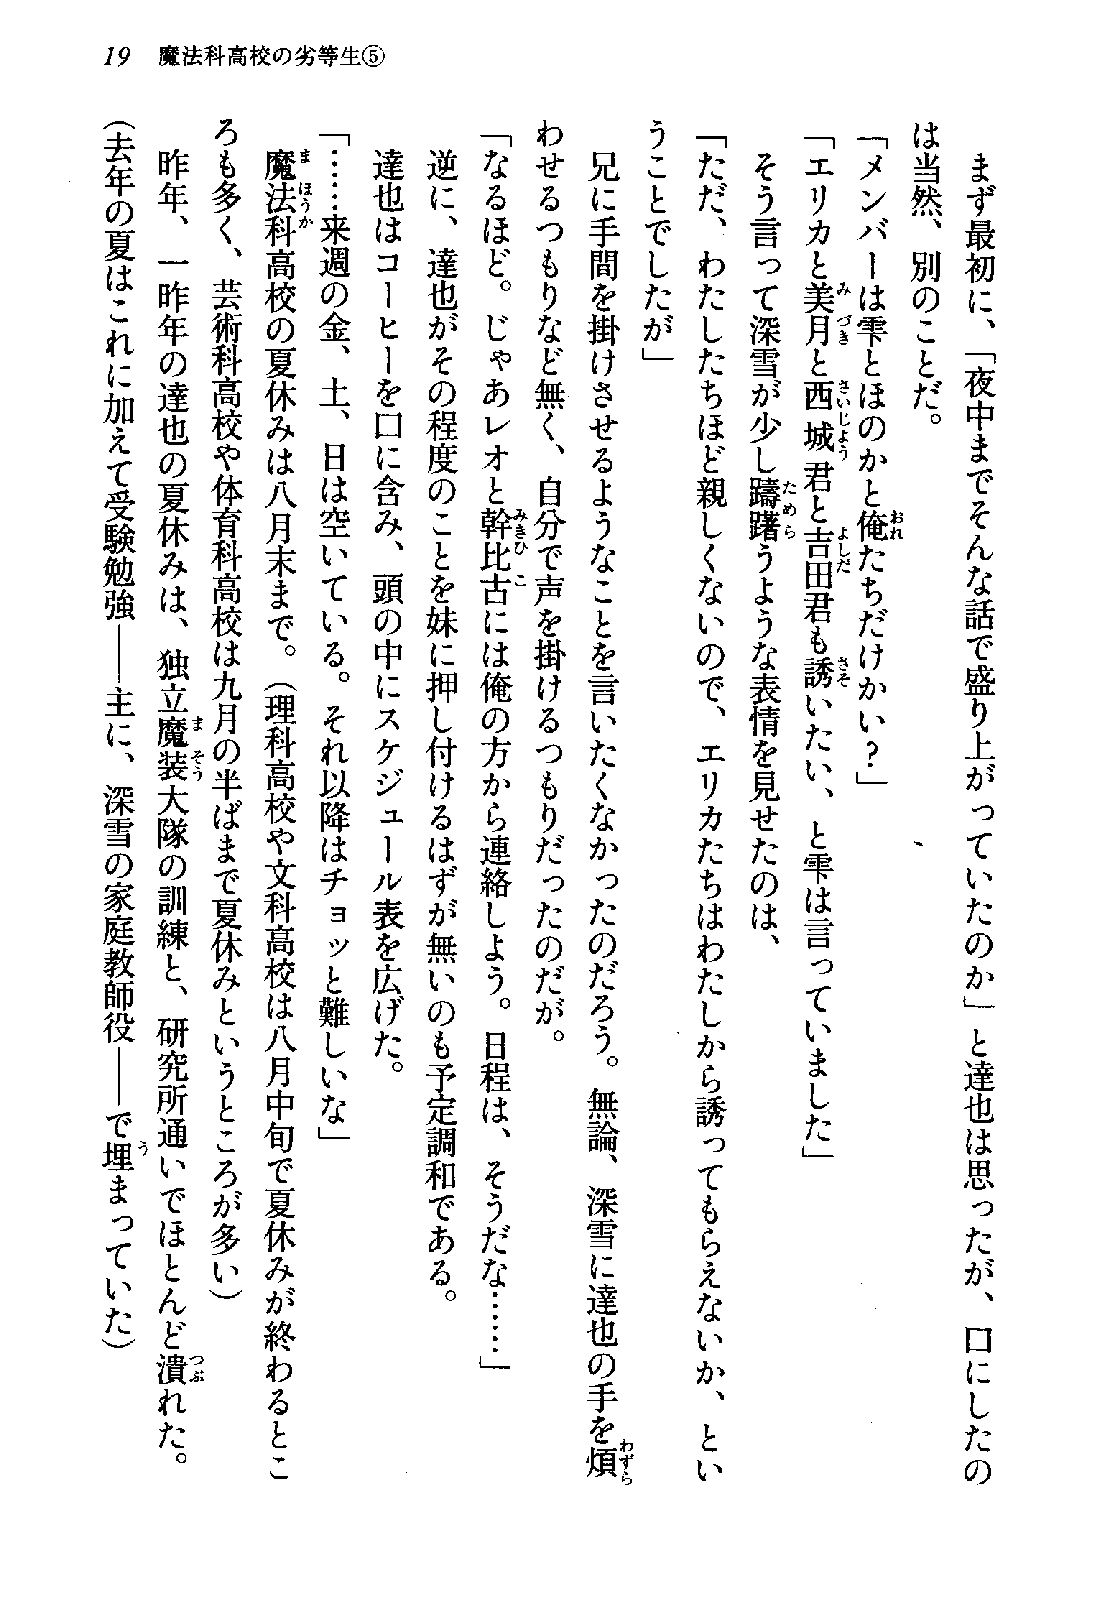 19 魔法科高校の劣等生⑤
まず最初に、「夜中までそんな話で盛り上がっていたのか」と達也は思ったが、口にしたの
は当然、別のことだ。
「メンバーは雫とほのかと俺たちだけかい？」
「エリカと美月と西城君と吉田君も誘いたい、と雫は言っていました」
そう言って深雪が少し躊躇うような表情を見せたのは、
「ただ、わたしたちほど親しくないので、エリカたちはわたしから誘ってもらえないか、とい
うことでしたが」
兄に手間を掛けさせるようなことを言いたくなかったのだろう。無論、深雪に達也の手を煩
わせるつもりなど無く、自分で声を掛けるつもりだったのだが。
「なるほど。じゃあレオと幹比古には俺の方から連絡しよう。日程は、そうだな……」
逆に、達也がその程度のことを妹に押し付けるはずが無いのも予定調和である。
達也はコーヒーを口に含み、頭の中にスケジュール表を広げた。
「……来週の金、土、日は空いている。それ以降はチョッと難しいな」
魔法科高校の夏休みは八月末まで。（理科高校や文科高校は八月中旬で夏休みが終わるとこ
ろも多く、芸術科高校や体育科高校は九月の半ばまで夏休みというところが多い）
昨年、一昨年の達也の夏休みは、独立魔装大隊の訓練と、研究所通いでほとんど潰れた。
（去年の夏はこれに加えて受験勉強――主に、深雪の家庭教師役――で埋まっていた）